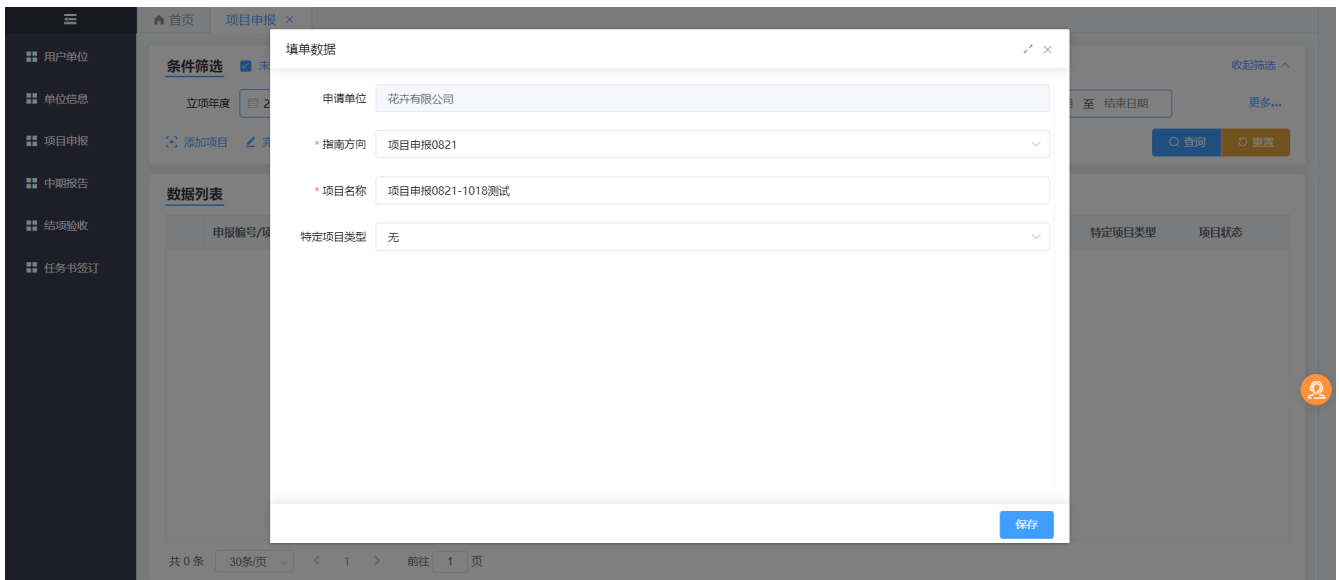 首页 项目申报 ×
用户单位
单位信息
项目申报
中期报告
结项验收
任务书签订
条件筛选 未
收起筛选
立项年度 2
至 结束日期 更多...
添加项目
查询 重置
数据列表
申报编号/项
特定项目类型 项目状态
填单数据
申请单位 花卉有限公司
* 指南方向 项目申报0821
* 项目名称 项目申报0821-1018测试
特定项目类型 无
保存
共 0 条 30条/页 < 1 > 前往 1 页